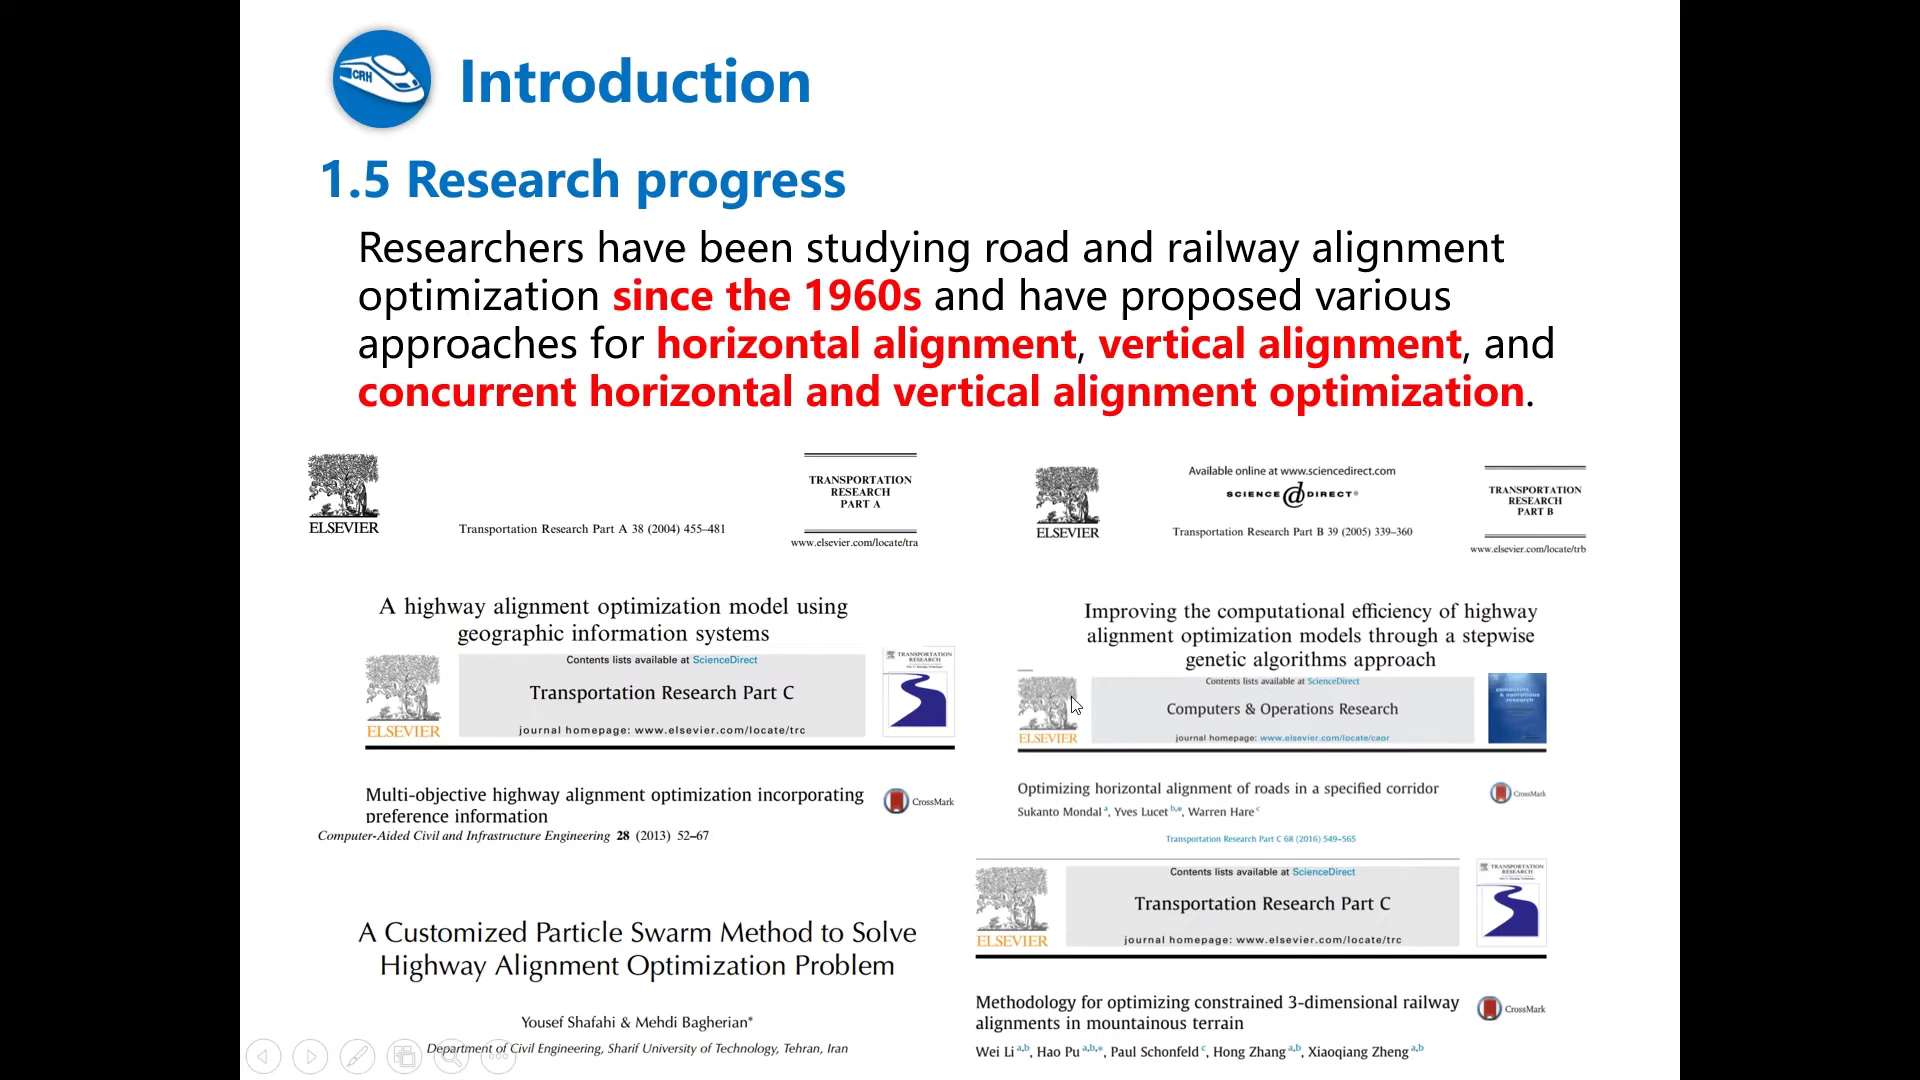 CRH
Introduction
1.5 Research progress
Researchers have been studying road and railway alignment
optimization since the 1960s and have proposed various
approaches for horizontal alignment, vertical alignment, and
concurrent horizontal and vertical alignment optimization.
ELSEVIER
Transportation Research Part A 38 (2004) 455–481
TRANSPORTATION
RESEARCH
PART A
www.elsevier.com/locate/tra
A highway alignment optimization model using
geographic information systems
ELSEVIER
Contents lists available at ScienceDirect
Transportation Research Part C
journal homepage: www.elsevier.com/locate/trc
TRANSPORTATION
RESEARCH
Multi-objective highway alignment optimization incorporating
preference information
CrossMark
Computer-Aided Civil and Infrastructure Engineering 28 (2013) 52–67
A Customized Particle Swarm Method to Solve
Highway Alignment Optimization Problem
Yousef Shafahi & Mehdi Bagherian*
Department of Civil Engineering, Sharif University of Technology, Tehran, Iran
ELSEVIER
Available online at www.sciencedirect.com
SCIENCE @ DIRECT®
Transportation Research Part B 39 (2005) 339–360
TRANSPORTATION
RESEARCH
PART B
www.elsevier.com/locate/trb
Improving the computational efficiency of highway
alignment optimization models through a stepwise
genetic algorithms approach
ELSEVIER
Contents lists available at ScienceDirect
Computers & Operations Research
journal homepage: www.elsevier.com/locate/caor
computers
& operations
research
Optimizing horizontal alignment of roads in a specified corridor
CrossMark
Sukanto Mondal a, Yves Lucet b,*, Warren Hare c
Transportation Research Part C 68 (2016) 549–565
ELSEVIER
Contents lists available at ScienceDirect
Transportation Research Part C
journal homepage: www.elsevier.com/locate/trc
TRANSPORTATION
RESEARCH
Methodology for optimizing constrained 3-dimensional railway
alignments in mountainous terrain
CrossMark
Wei Li a,b, Hao Pu a,b,*, Paul Schonfeld c, Hong Zhang a,b, Xiaoqiang Zheng a,b